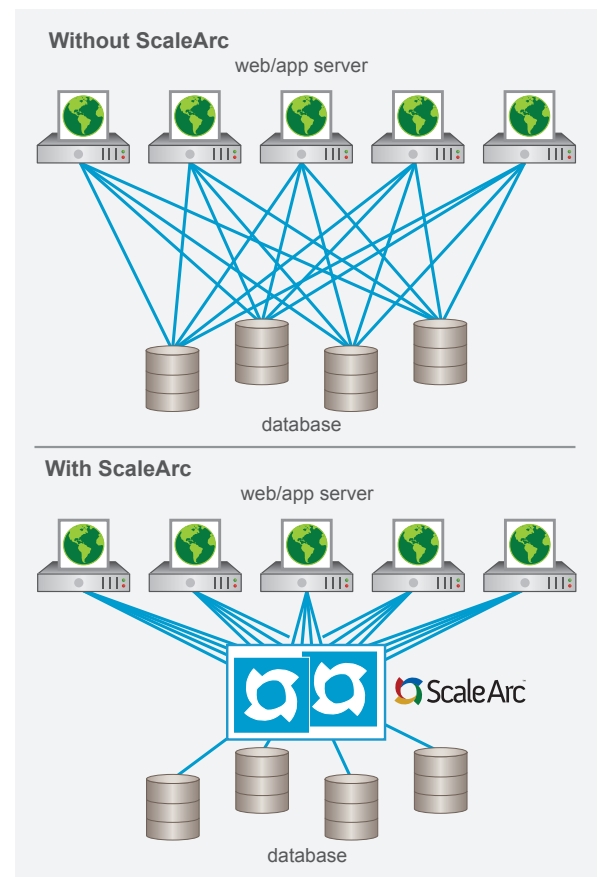 Without ScaleArc
web/app server
database
With ScaleArc
web/app server
ScaleArc
database